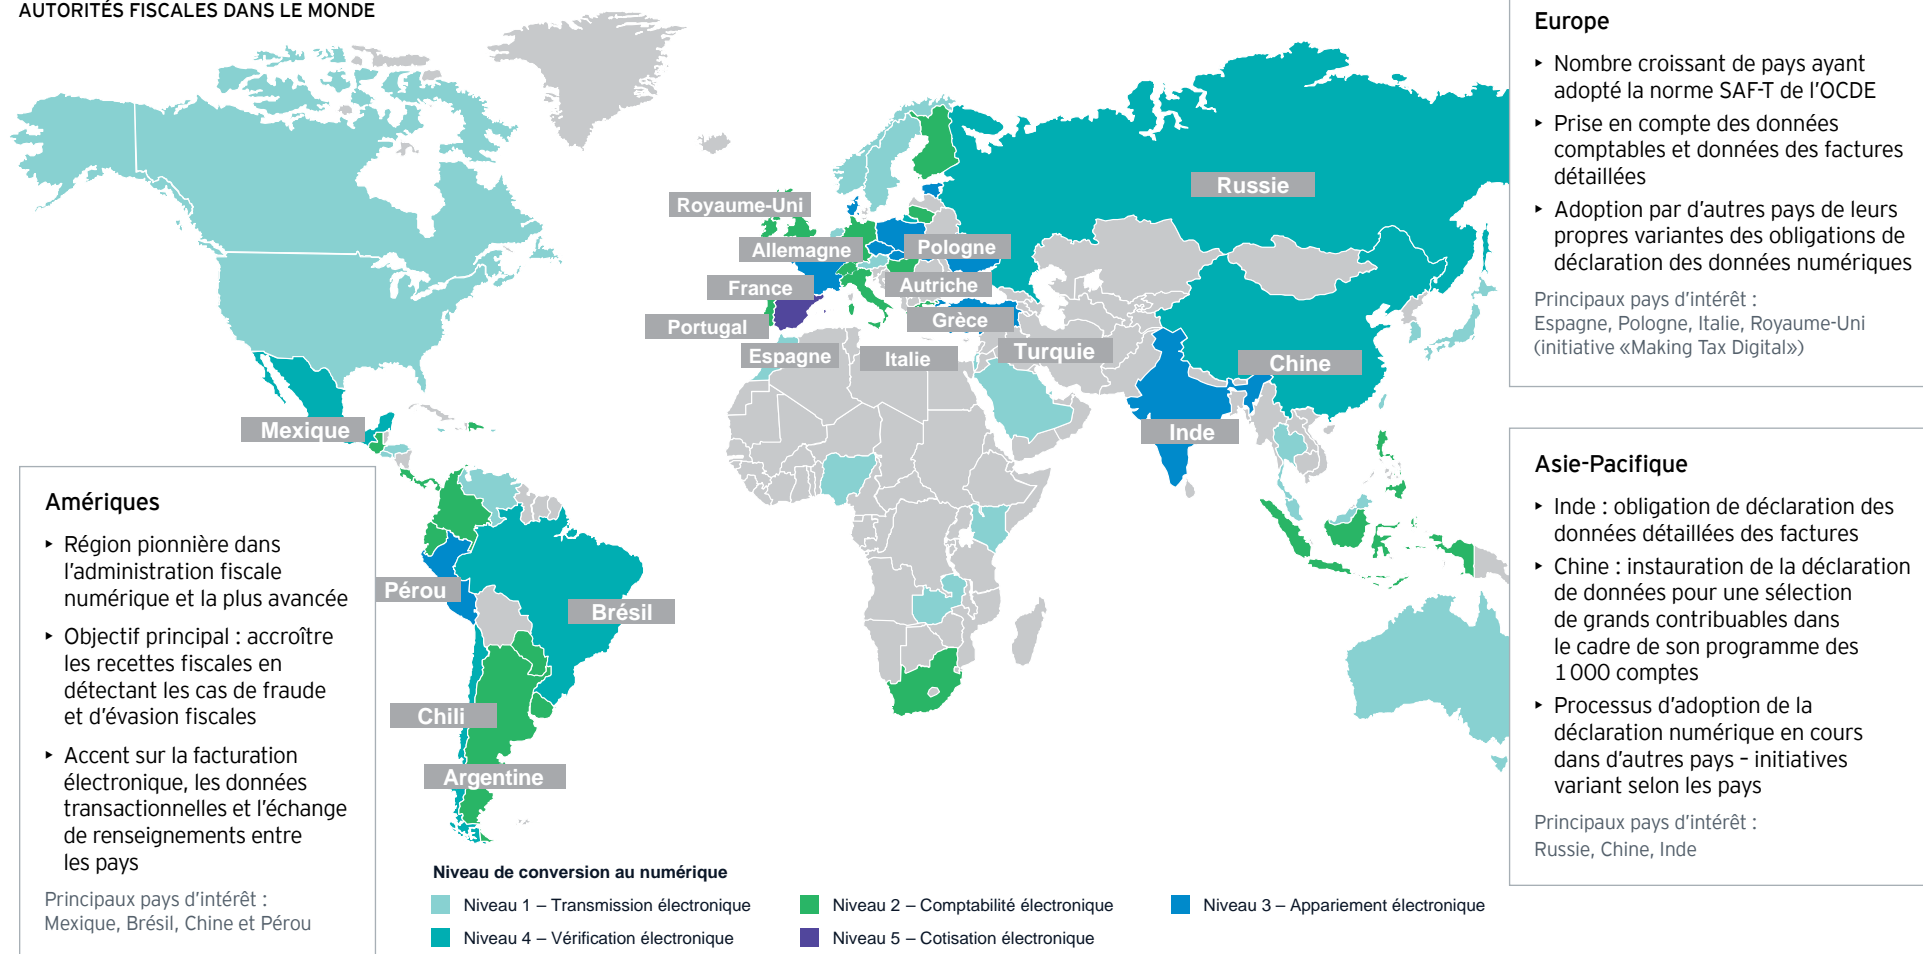 AUTORITÉS FISCALES DANS LE MONDE
Europe
‣ Nombre croissant de pays ayant
adopté la norme SAF-T de l'OCDE
‣ Prise en compte des données
comptables et données des factures
détaillées
‣ Adoption par d'autres pays de leurs
propres variantes des obligations de
déclaration des données numériques
Principaux pays d'intérêt :
Espagne, Pologne, Italie, Royaume-Uni
(initiative «Making Tax Digital»)
Russie
Royaume-Uni
Allemagne
Pologne
France
Autriche
Portugal
Grèce
Espagne
Italie
Turquie
Chine
Mexique
Inde
Amériques
‣ Région pionnière dans
l'administration fiscale
numérique et la plus avancée
‣ Objectif principal : accroître
les recettes fiscales en
détectant les cas de fraude
et d'évasion fiscales
‣ Accent sur la facturation
électronique, les données
transactionnelles et l'échange
de renseignements entre
les pays
Principaux pays d'intérêt :
Mexique, Brésil, Chine et Pérou
Pérou
Brésil
Chili
Argentine
Asie-Pacifique
‣ Inde : obligation de déclaration des
données détaillées des factures
‣ Chine : instauration de la déclaration
de données pour une sélection
de grands contribuables dans
le cadre de son programme des
1 000 comptes
‣ Processus d'adoption de la
déclaration numérique en cours
dans d'autres pays – initiatives
variant selon les pays
Principaux pays d'intérêt :
Russie, Chine, Inde
Niveau de conversion au numérique
Niveau 1 – Transmission électronique
Niveau 2 – Comptabilité électronique
Niveau 3 – Appariement électronique
Niveau 4 – Vérification électronique
Niveau 5 – Cotisation électronique